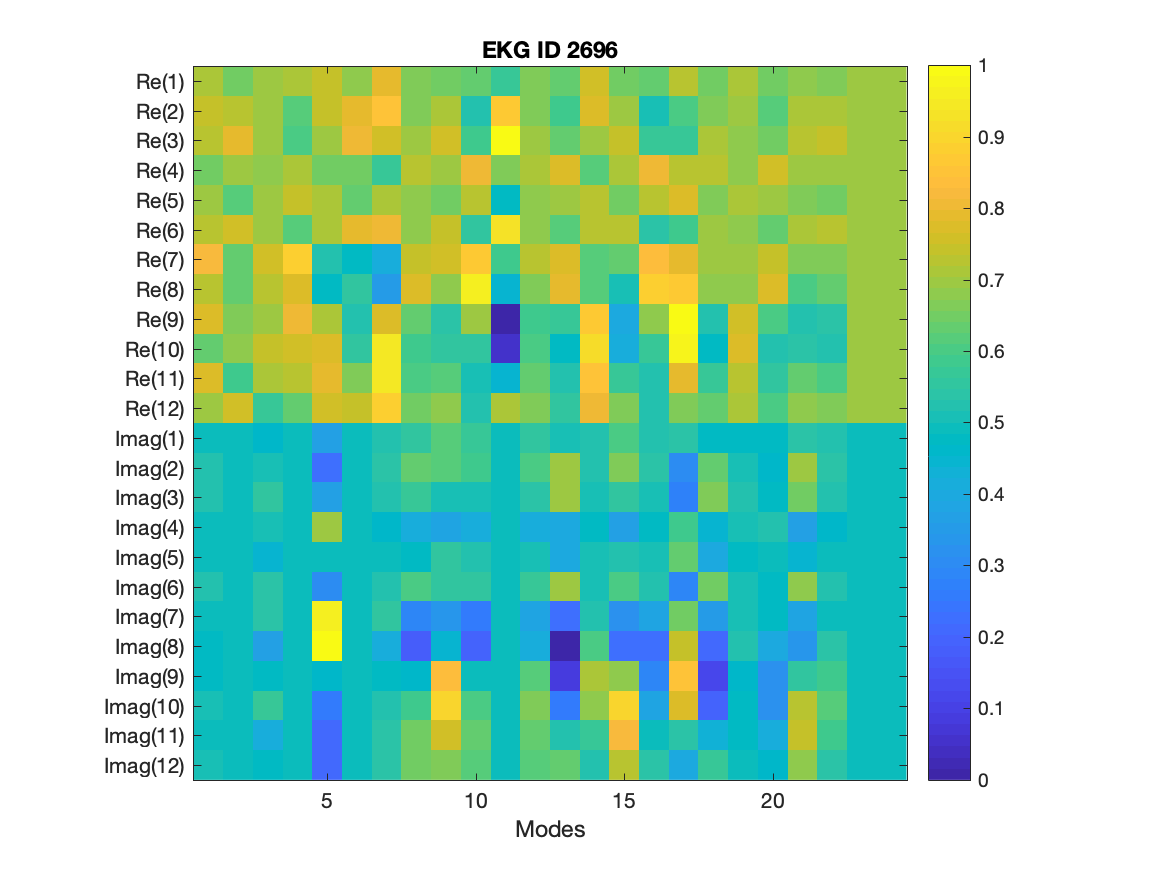 EKG ID 2696
Re(1)
Re(2)
Re(3)
Re(4)
Re(5)
Re(6)
Re(7)
Re(8)
Re(9)
Re(10)
Re(11)
Re(12)
Imag(1)
Imag(2)
Imag(3)
Imag(4)
Imag(5)
Imag(6)
Imag(7)
Imag(8)
Imag(9)
Imag(10)
Imag(11)
Imag(12)
5 10 15 20
Modes
1
0.9
0.8
0.7
0.6
0.5
0.4
0.3
0.2
0.1
0